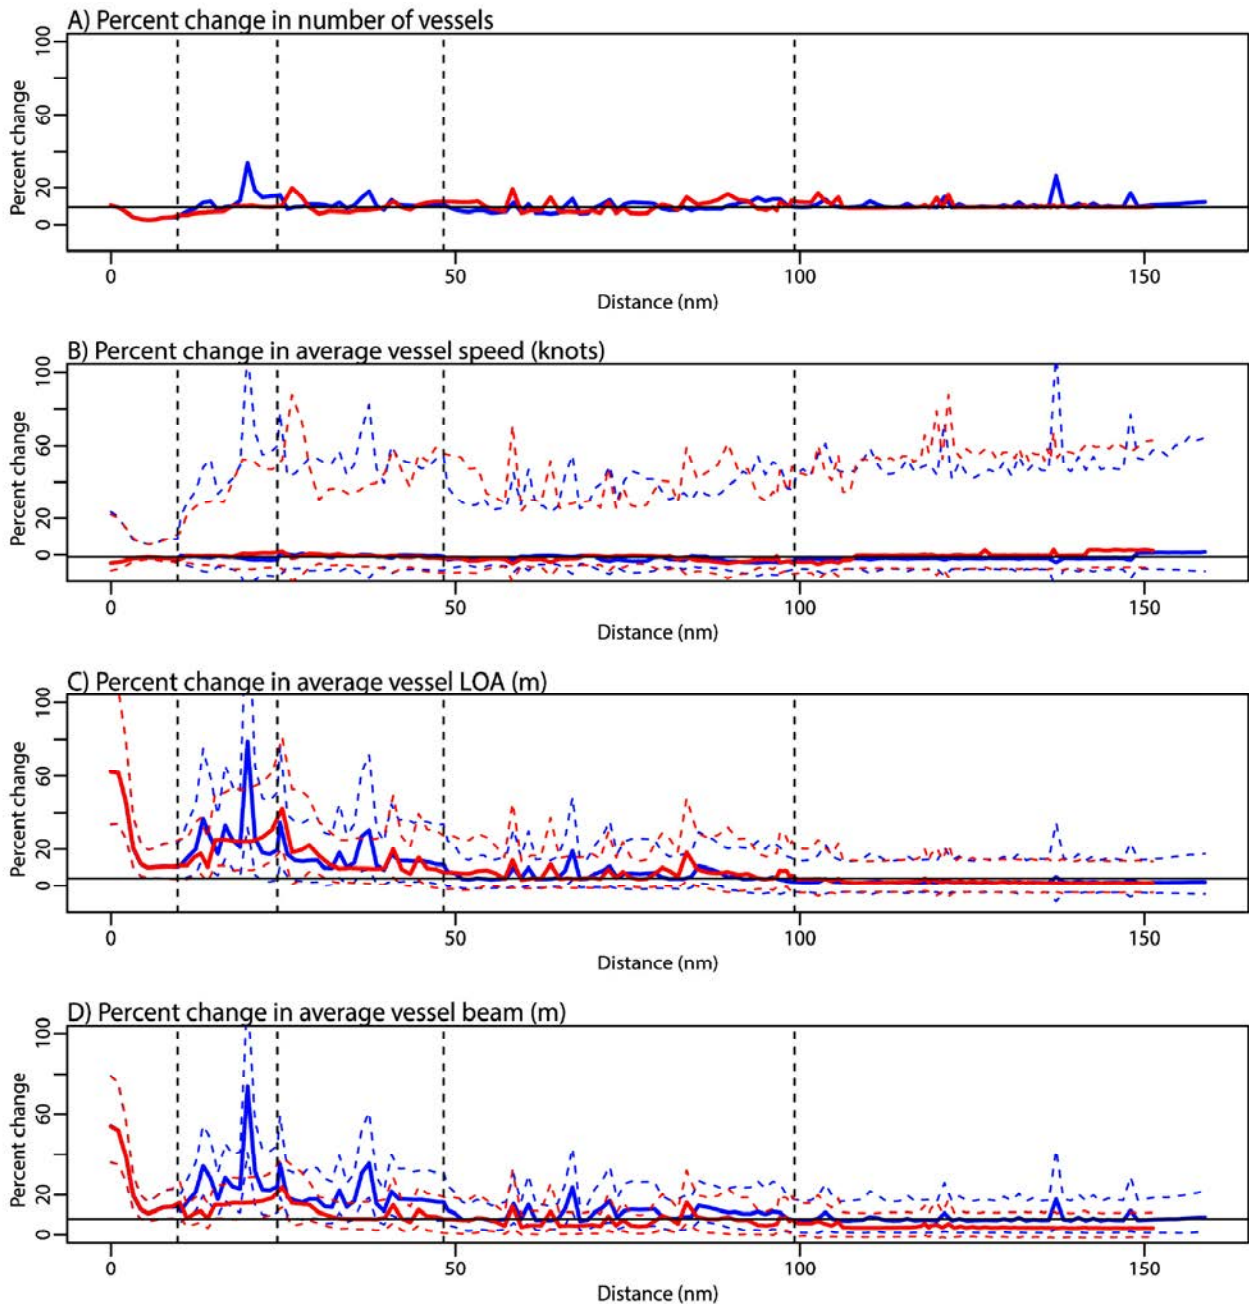 A) Percent change in number of vessels
Percent change
100
60
20
0
0 50 100 150
Distance (nm)
B) Percent change in average vessel speed (knots)
Percent change
100
60
20
0
0 50 100 150
Distance (nm)
C) Percent change in average vessel LOA (m)
Percent change
100
60
20
0
0 50 100 150
Distance (nm)
D) Percent change in average vessel beam (m)
Percent change
100
60
20
0
0 50 100 150
Distance (nm)